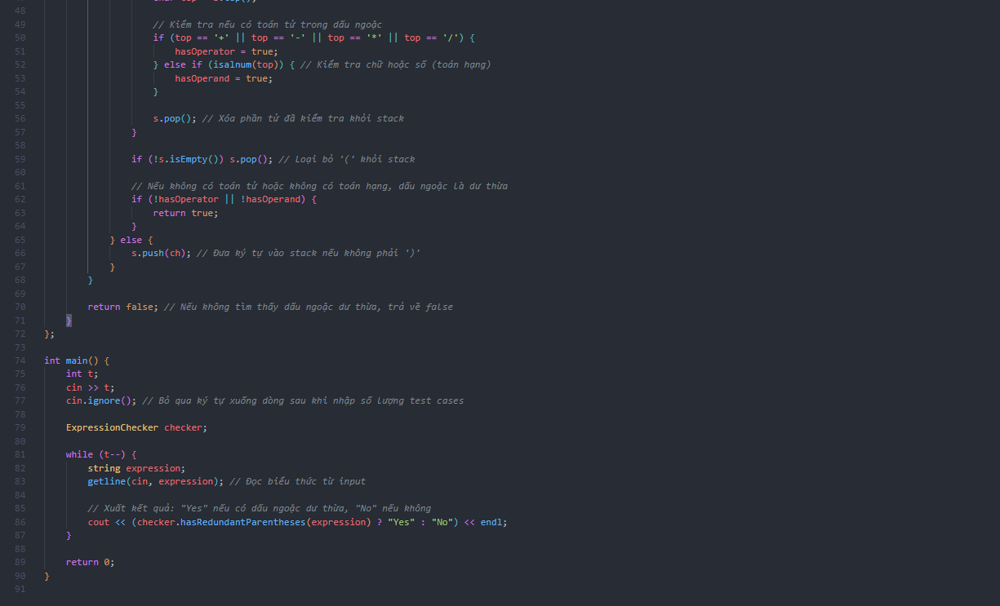 48
49 // Kiểm tra nếu có toán tử trong dấu ngoặc
50 if (top == '+' || top == '-' || top == '*' || top == '/') {
51 hasOperator = true;
52 } else if (isalnum(top)) { // Kiểm tra chữ hoặc số (toán hạng)
53 hasOperand = true;
54 }
55
56 s.pop(); // Xóa phần tử đã kiểm tra khỏi stack
57 }
58
59 if (!s.isEmpty()) s.pop(); // Loại bỏ '(' khỏi stack
60
61 // Nếu không có toán tử hoặc không có toán hạng, dấu ngoặc là dư thừa
62 if (!hasOperator || !hasOperand) {
63 return true;
64 }
65 } else {
66 s.push(ch); // Đưa ký tự vào stack nếu không phải ')'
67 }
68 }
69
70 return false; // Nếu không tìm thấy dấu ngoặc dư thừa, trả về false
71 }
72 };
73
74 int main() {
75 int t;
76 cin >> t;
77 cin.ignore(); // Bỏ qua ký tự xuống dòng sau khi nhập số lượng test cases
78
79 ExpressionChecker checker;
80
81 while (t--) {
82 string expression;
83 getline(cin, expression); // Đọc biểu thức từ input
84
85 // Xuất kết quả: "Yes" nếu có dấu ngoặc dư thừa, "No" nếu không
86 cout << (checker.hasRedundantParentheses(expression) ? "Yes" : "No") << endl;
87 }
88
89 return 0;
90 }
91